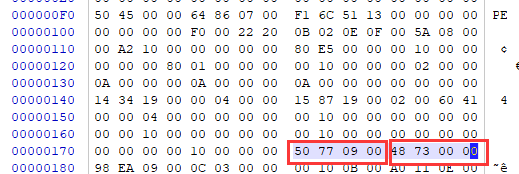 000000F0 50 45 00 00 64 86 07 00 F1 6C 51 13 00 00 00 00 PE
00000100 00 00 00 00 F0 00 22 20 0B 02 0E 0F 00 5A 08 00
00000110 00 A2 10 00 00 00 00 00 80 E5 00 00 00 10 00 00 ¢
00000120 00 00 00 80 01 00 00 00 00 10 00 00 00 02 00 00 €
00000130 0A 00 00 00 0A 00 00 00 0A 00 00 00 00 00 00 00
00000140 14 34 19 00 00 04 00 00 15 87 19 00 02 00 60 41 4
00000150 00 00 04 00 00 00 00 00 00 10 00 00 00 00 00 00
00000160 00 00 10 00 00 00 00 00 00 10 00 00 00 00 00 00
00000170 00 00 00 00 10 00 00 00 50 77 09 00 48 73 00 00
00000180 98 EA 09 00 0C 03 00 00 00 10 0B 00 A0 11 0E 00 ˜ê